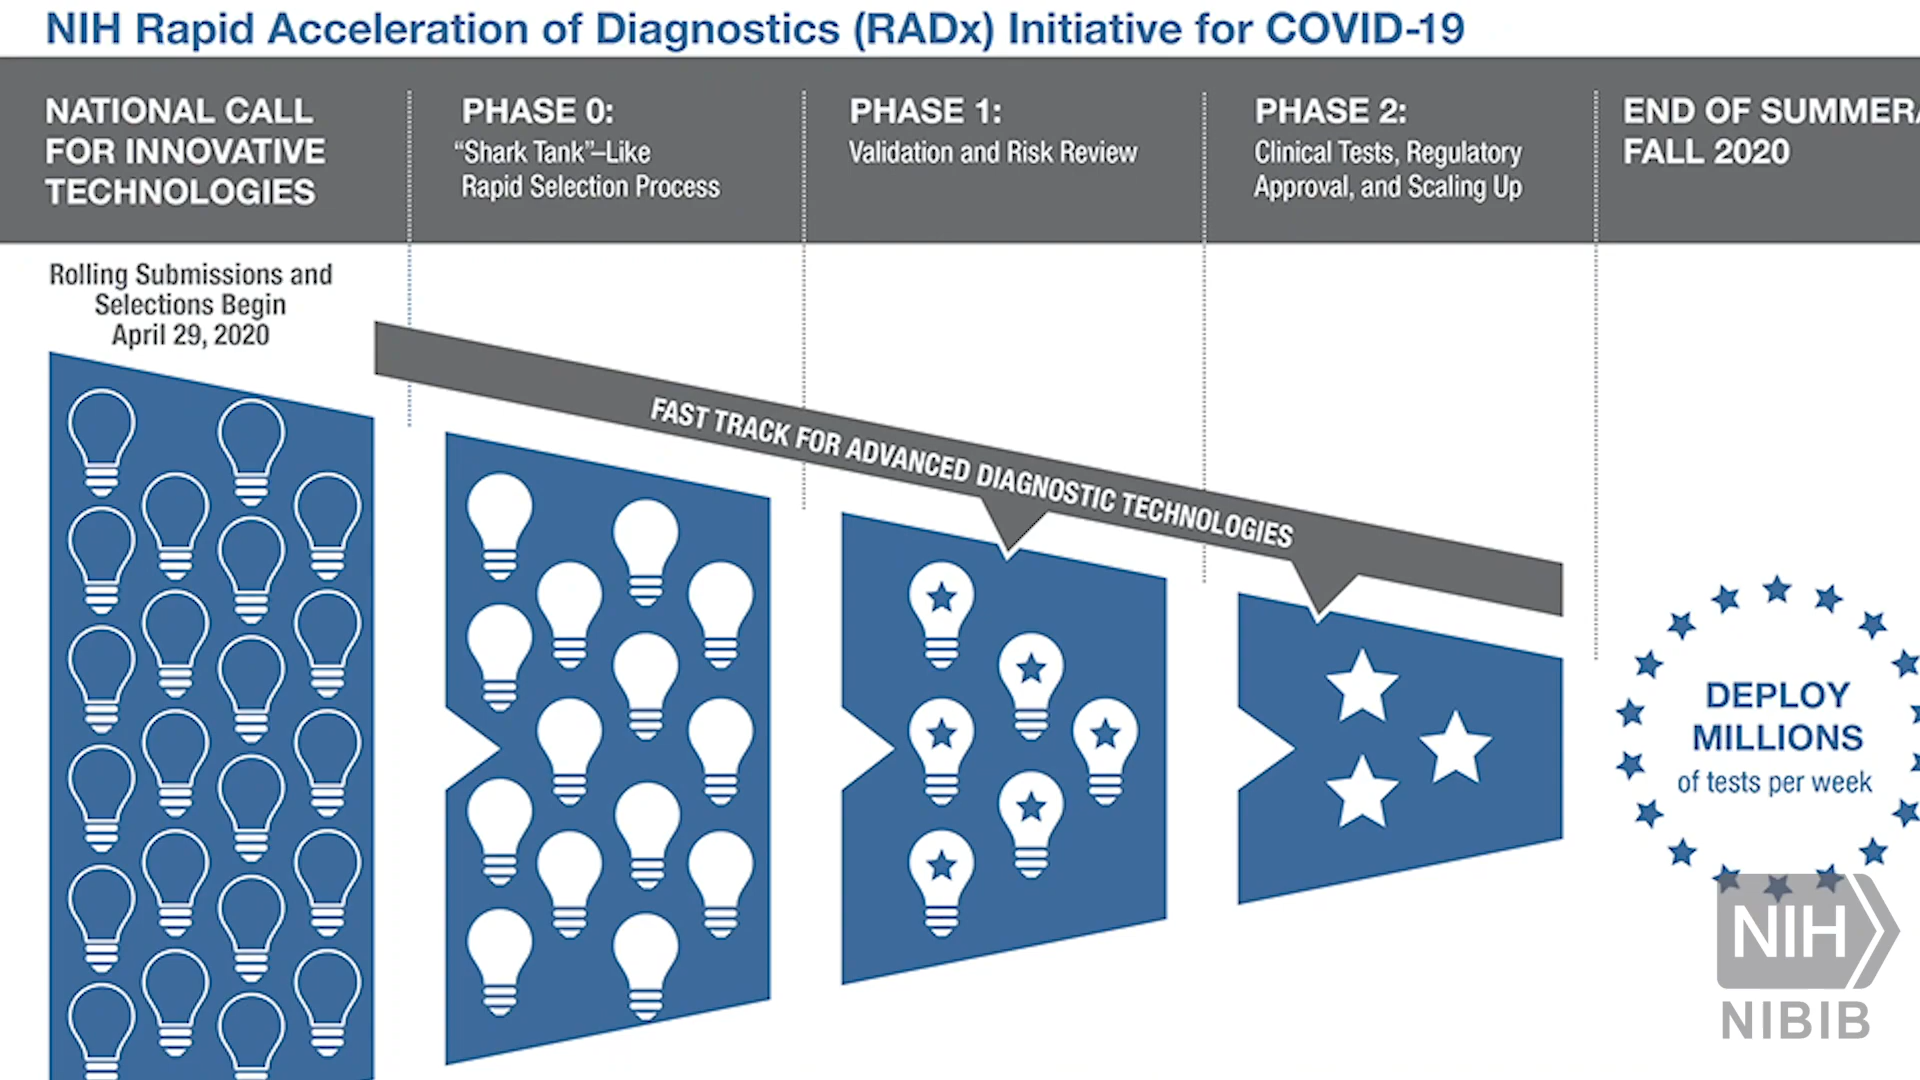 NIH Rapid Acceleration of Diagnostics (RADx) Initiative for COVID-19
NATIONAL CALL
FOR INNOVATIVE
TECHNOLOGIES
PHASE 0:
“Shark Tank”–Like
Rapid Selection Process
PHASE 1:
Validation and Risk Review
PHASE 2:
Clinical Tests, Regulatory
Approval, and Scaling Up
END OF SUMMER/
FALL 2020
Rolling Submissions and
Selections Begin
April 29, 2020
FAST TRACK FOR ADVANCED DIAGNOSTIC TECHNOLOGIES
DEPLOY
MILLIONS
of tests per week
NIH
NIBIB